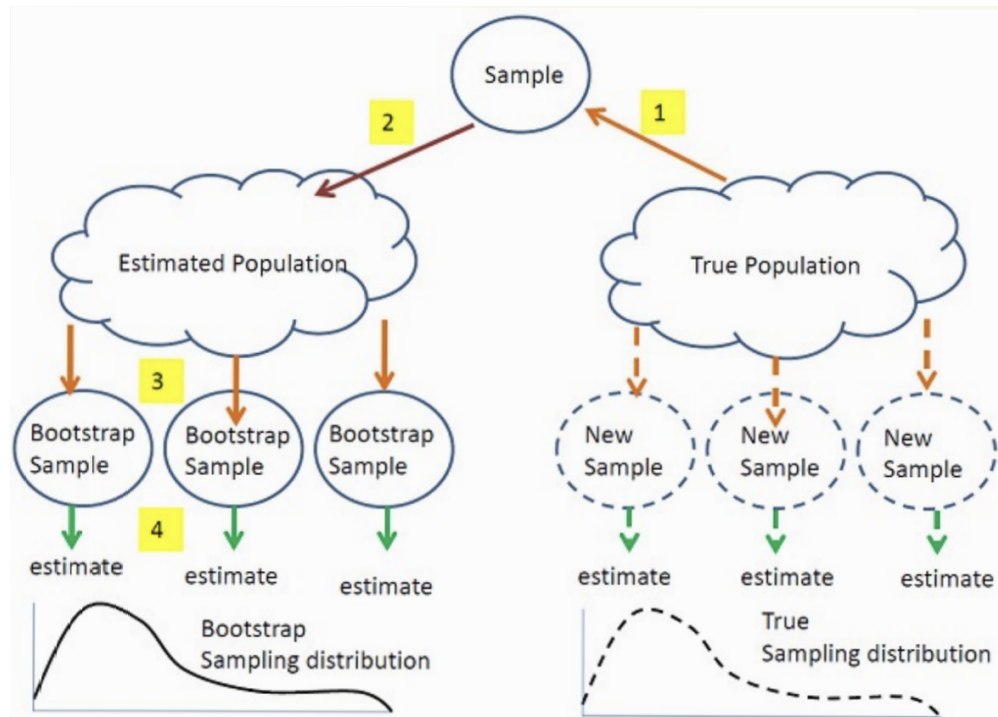 Sample
2
1
Estimated Population
True Population
3
Bootstrap
Sample
Bootstrap
Sample
Bootstrap
Sample
New
Sample
New
Sample
New
Sample
4
estimate
estimate
estimate
estimate
estimate
estimate
Bootstrap
Sampling distribution
True
Sampling distribution